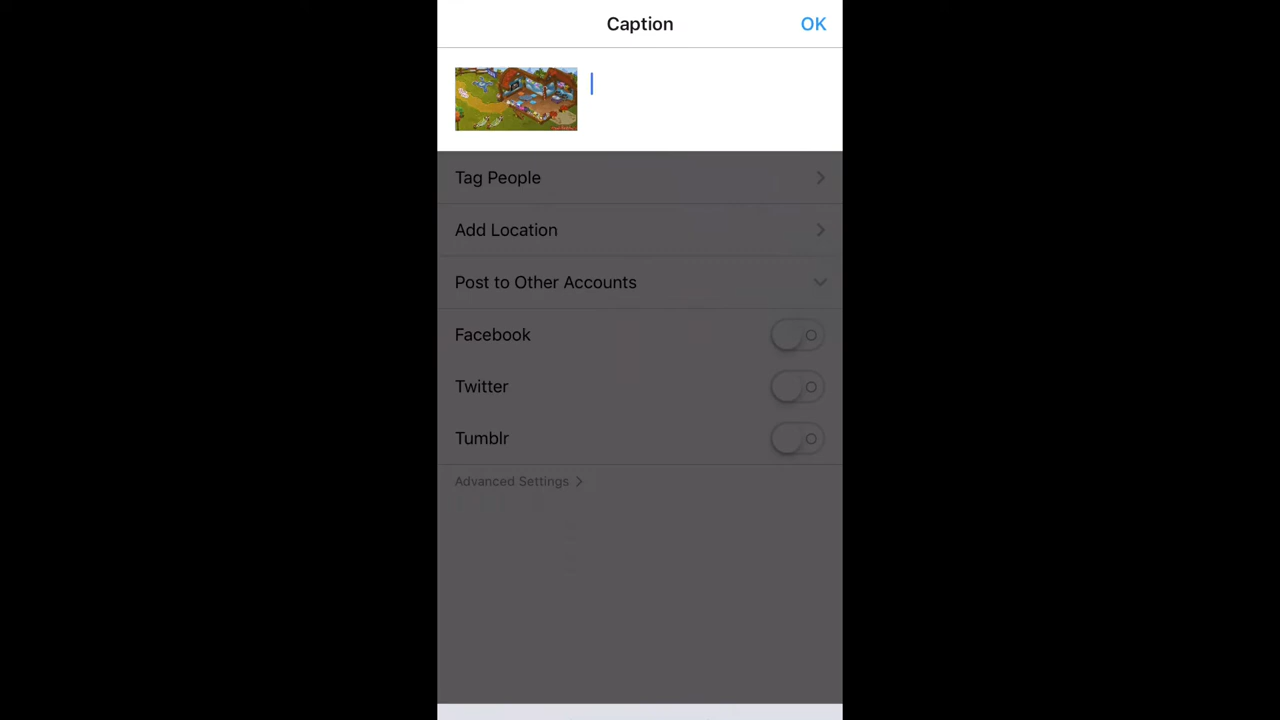 Caption
OK
Tag People
Add Location
Post to Other Accounts
Facebook
Twitter
Tumblr
Advanced Settings